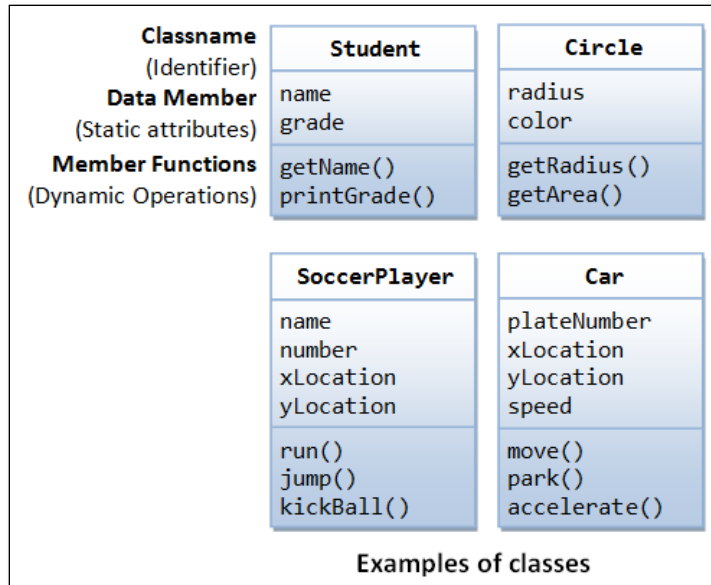 Classname
(Identifier)
Data Member
(Static attributes)
Member Functions
(Dynamic Operations)
Student
name
grade
getName()
printGrade()
Circle
radius
color
getRadius()
getArea()
SoccerPlayer
name
number
xLocation
yLocation
run()
jump()
kickBall()
Car
plateNumber
xLocation
yLocation
speed
move()
park()
accelerate()
Examples of classes